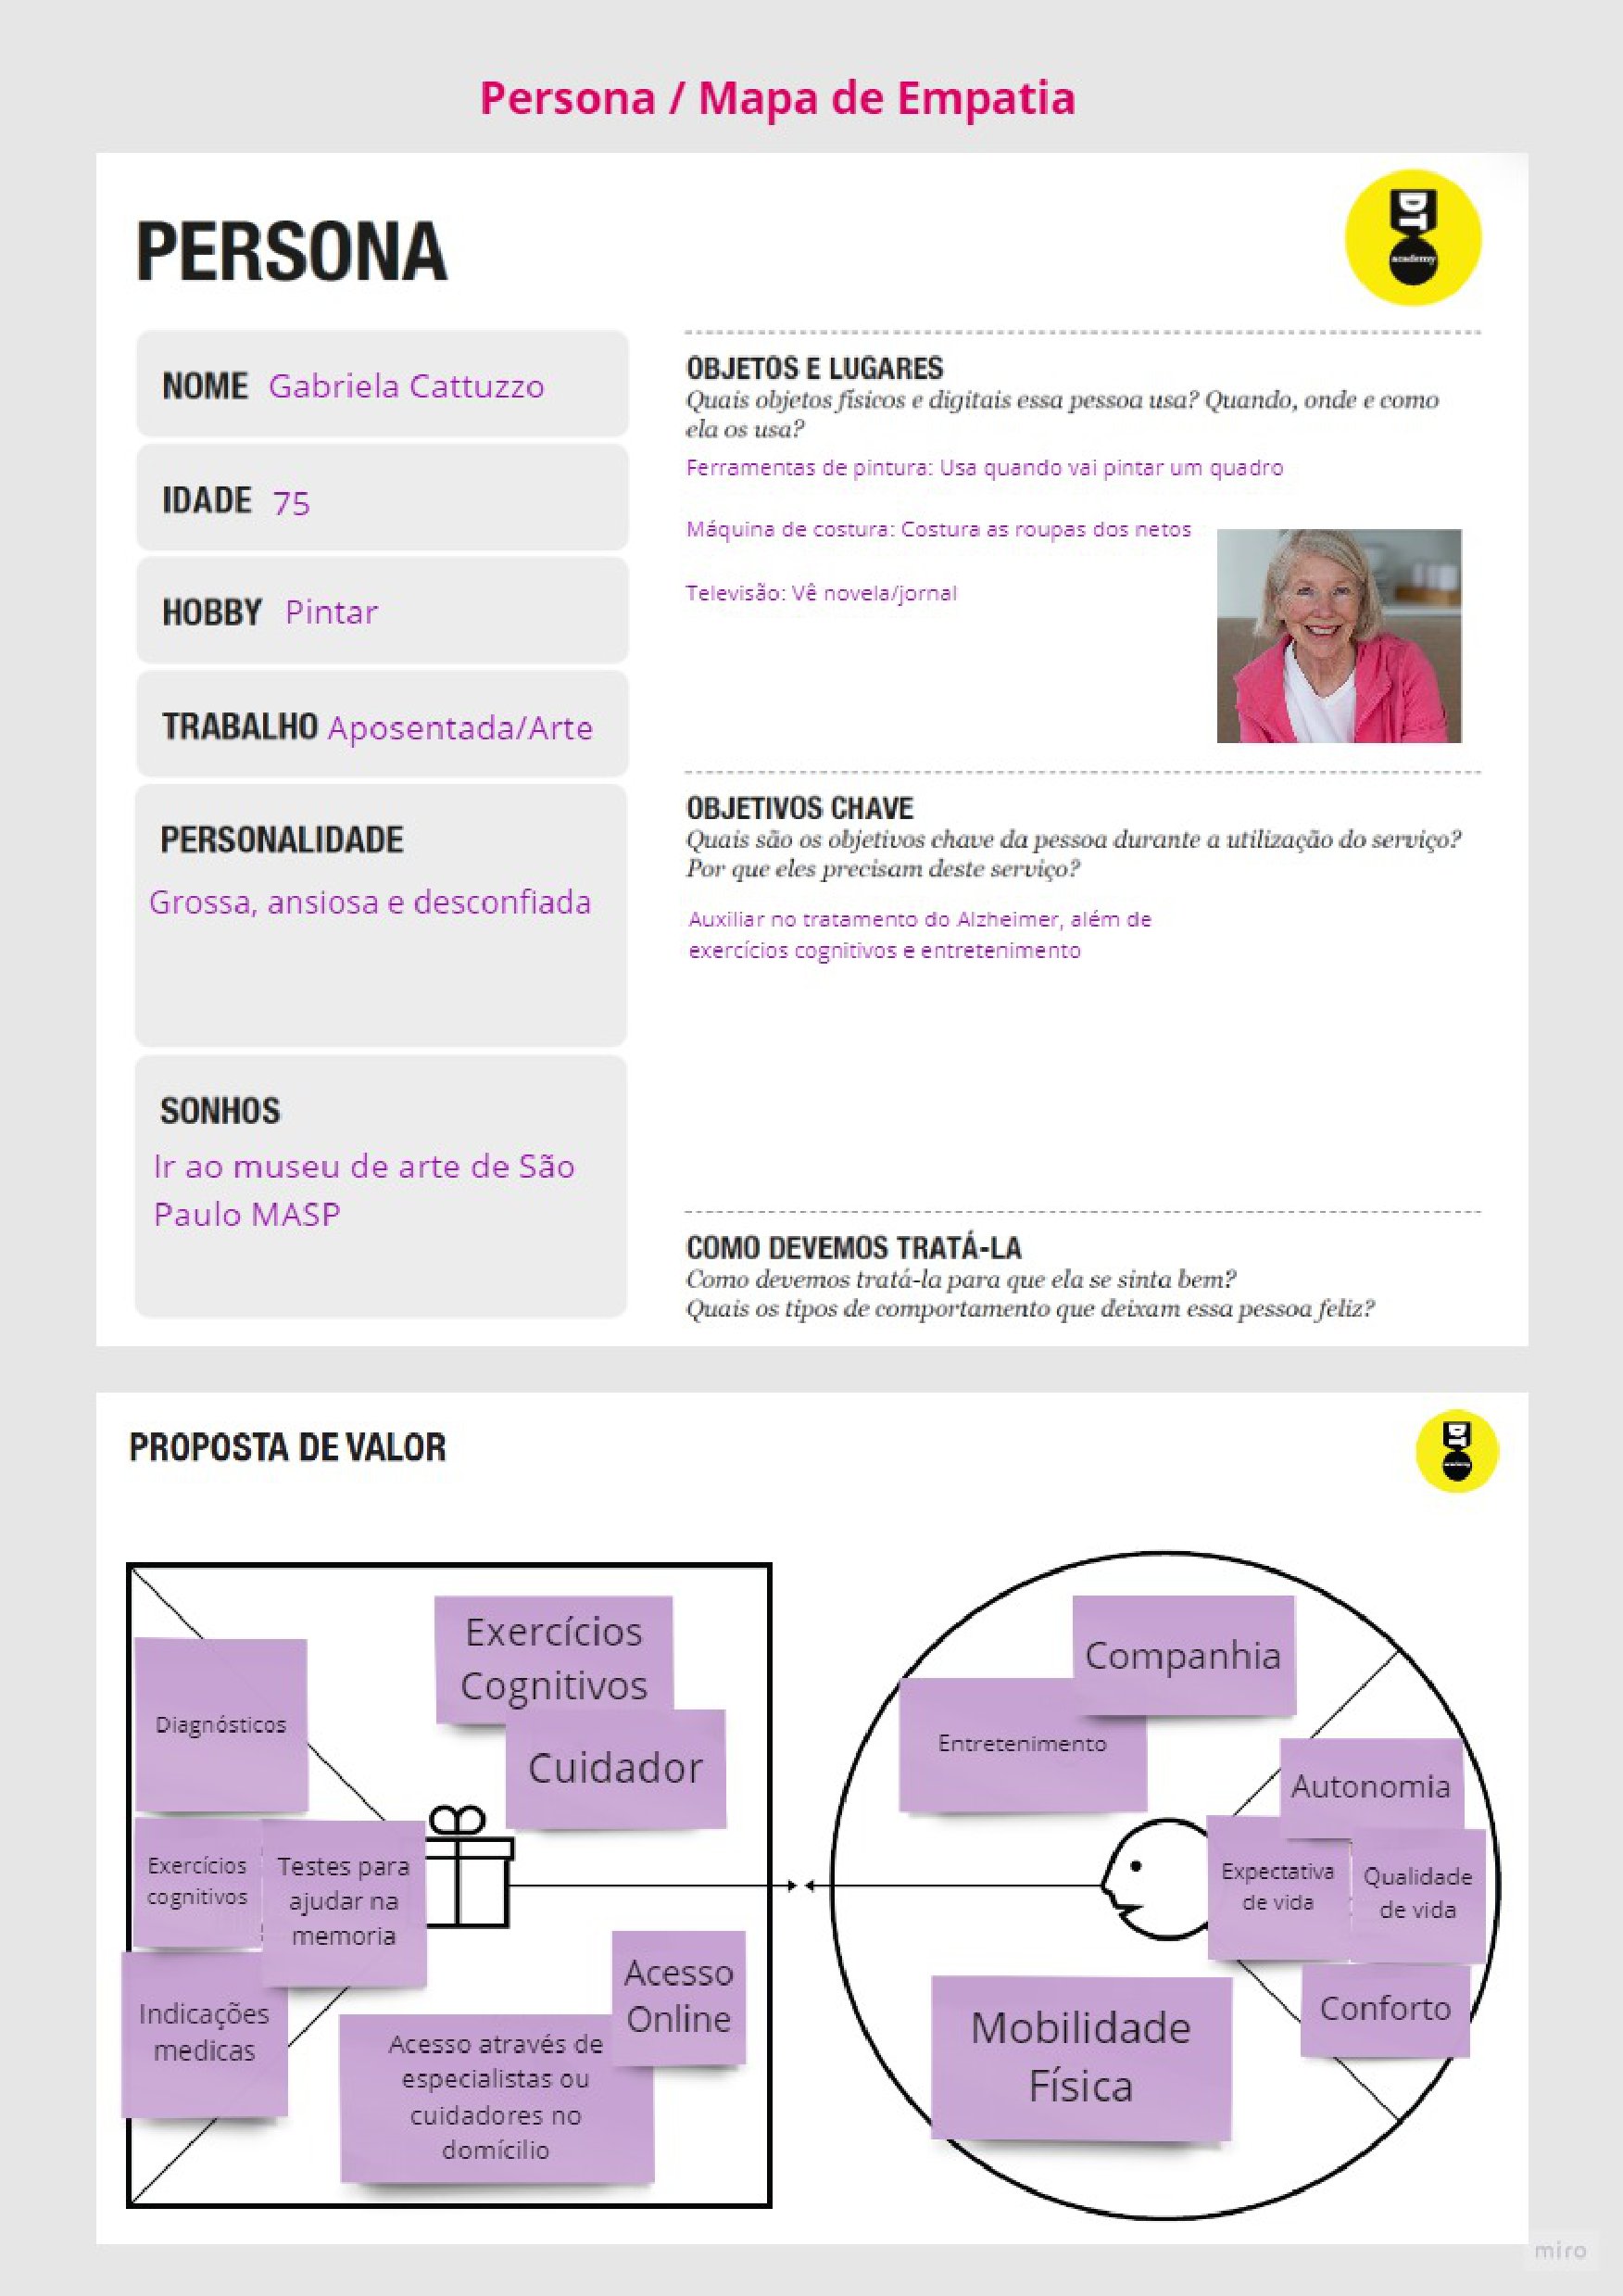 Persona / Mapa de Empatia
PERSONA
DT
academy
NOME Gabriela Cattuzzo
IDADE 75
HOBBY Pintar
TRABALHO Aposentada/Arte
PERSONALIDADE
Grossa, ansiosa e desconfiada
SONHOS
Ir ao museu de arte de São
Paulo MASP
OBJETOS E LUGARES
Quais objetos físicos e digitais essa pessoa usa? Quando, onde e como
ela os usa?
Ferramentas de pintura: Usa quando vai pintar um quadro
Máquina de costura: Costura as roupas dos netos
Televisão: Vê novela/jornal
OBJETIVOS CHAVE
Quais são os objetivos chave da pessoa durante a utilização do serviço?
Por que eles precisam deste serviço?
Auxiliar no tratamento do Alzheimer, além de
exercícios cognitivos e entretenimento
COMO DEVEMOS TRATÁ-LA
Como devemos tratá-la para que ela se sinta bem?
Quais os tipos de comportamento que deixam essa pessoa feliz?
PROPOSTA DE VALOR
DT
academy
Exercícios
Cognitivos
Cuidador
Diagnósticos
Exercícios
cognitivos
Testes para
ajudar na
memoria
Indicações
medicas
Acesso
Online
Acesso através de
especialistas ou
cuidadores no
domícilio
Companhia
Entretenimento
Autonomia
Expectativa
de vida
Qualidade
de vida
Conforto
Mobilidade
Física
miro